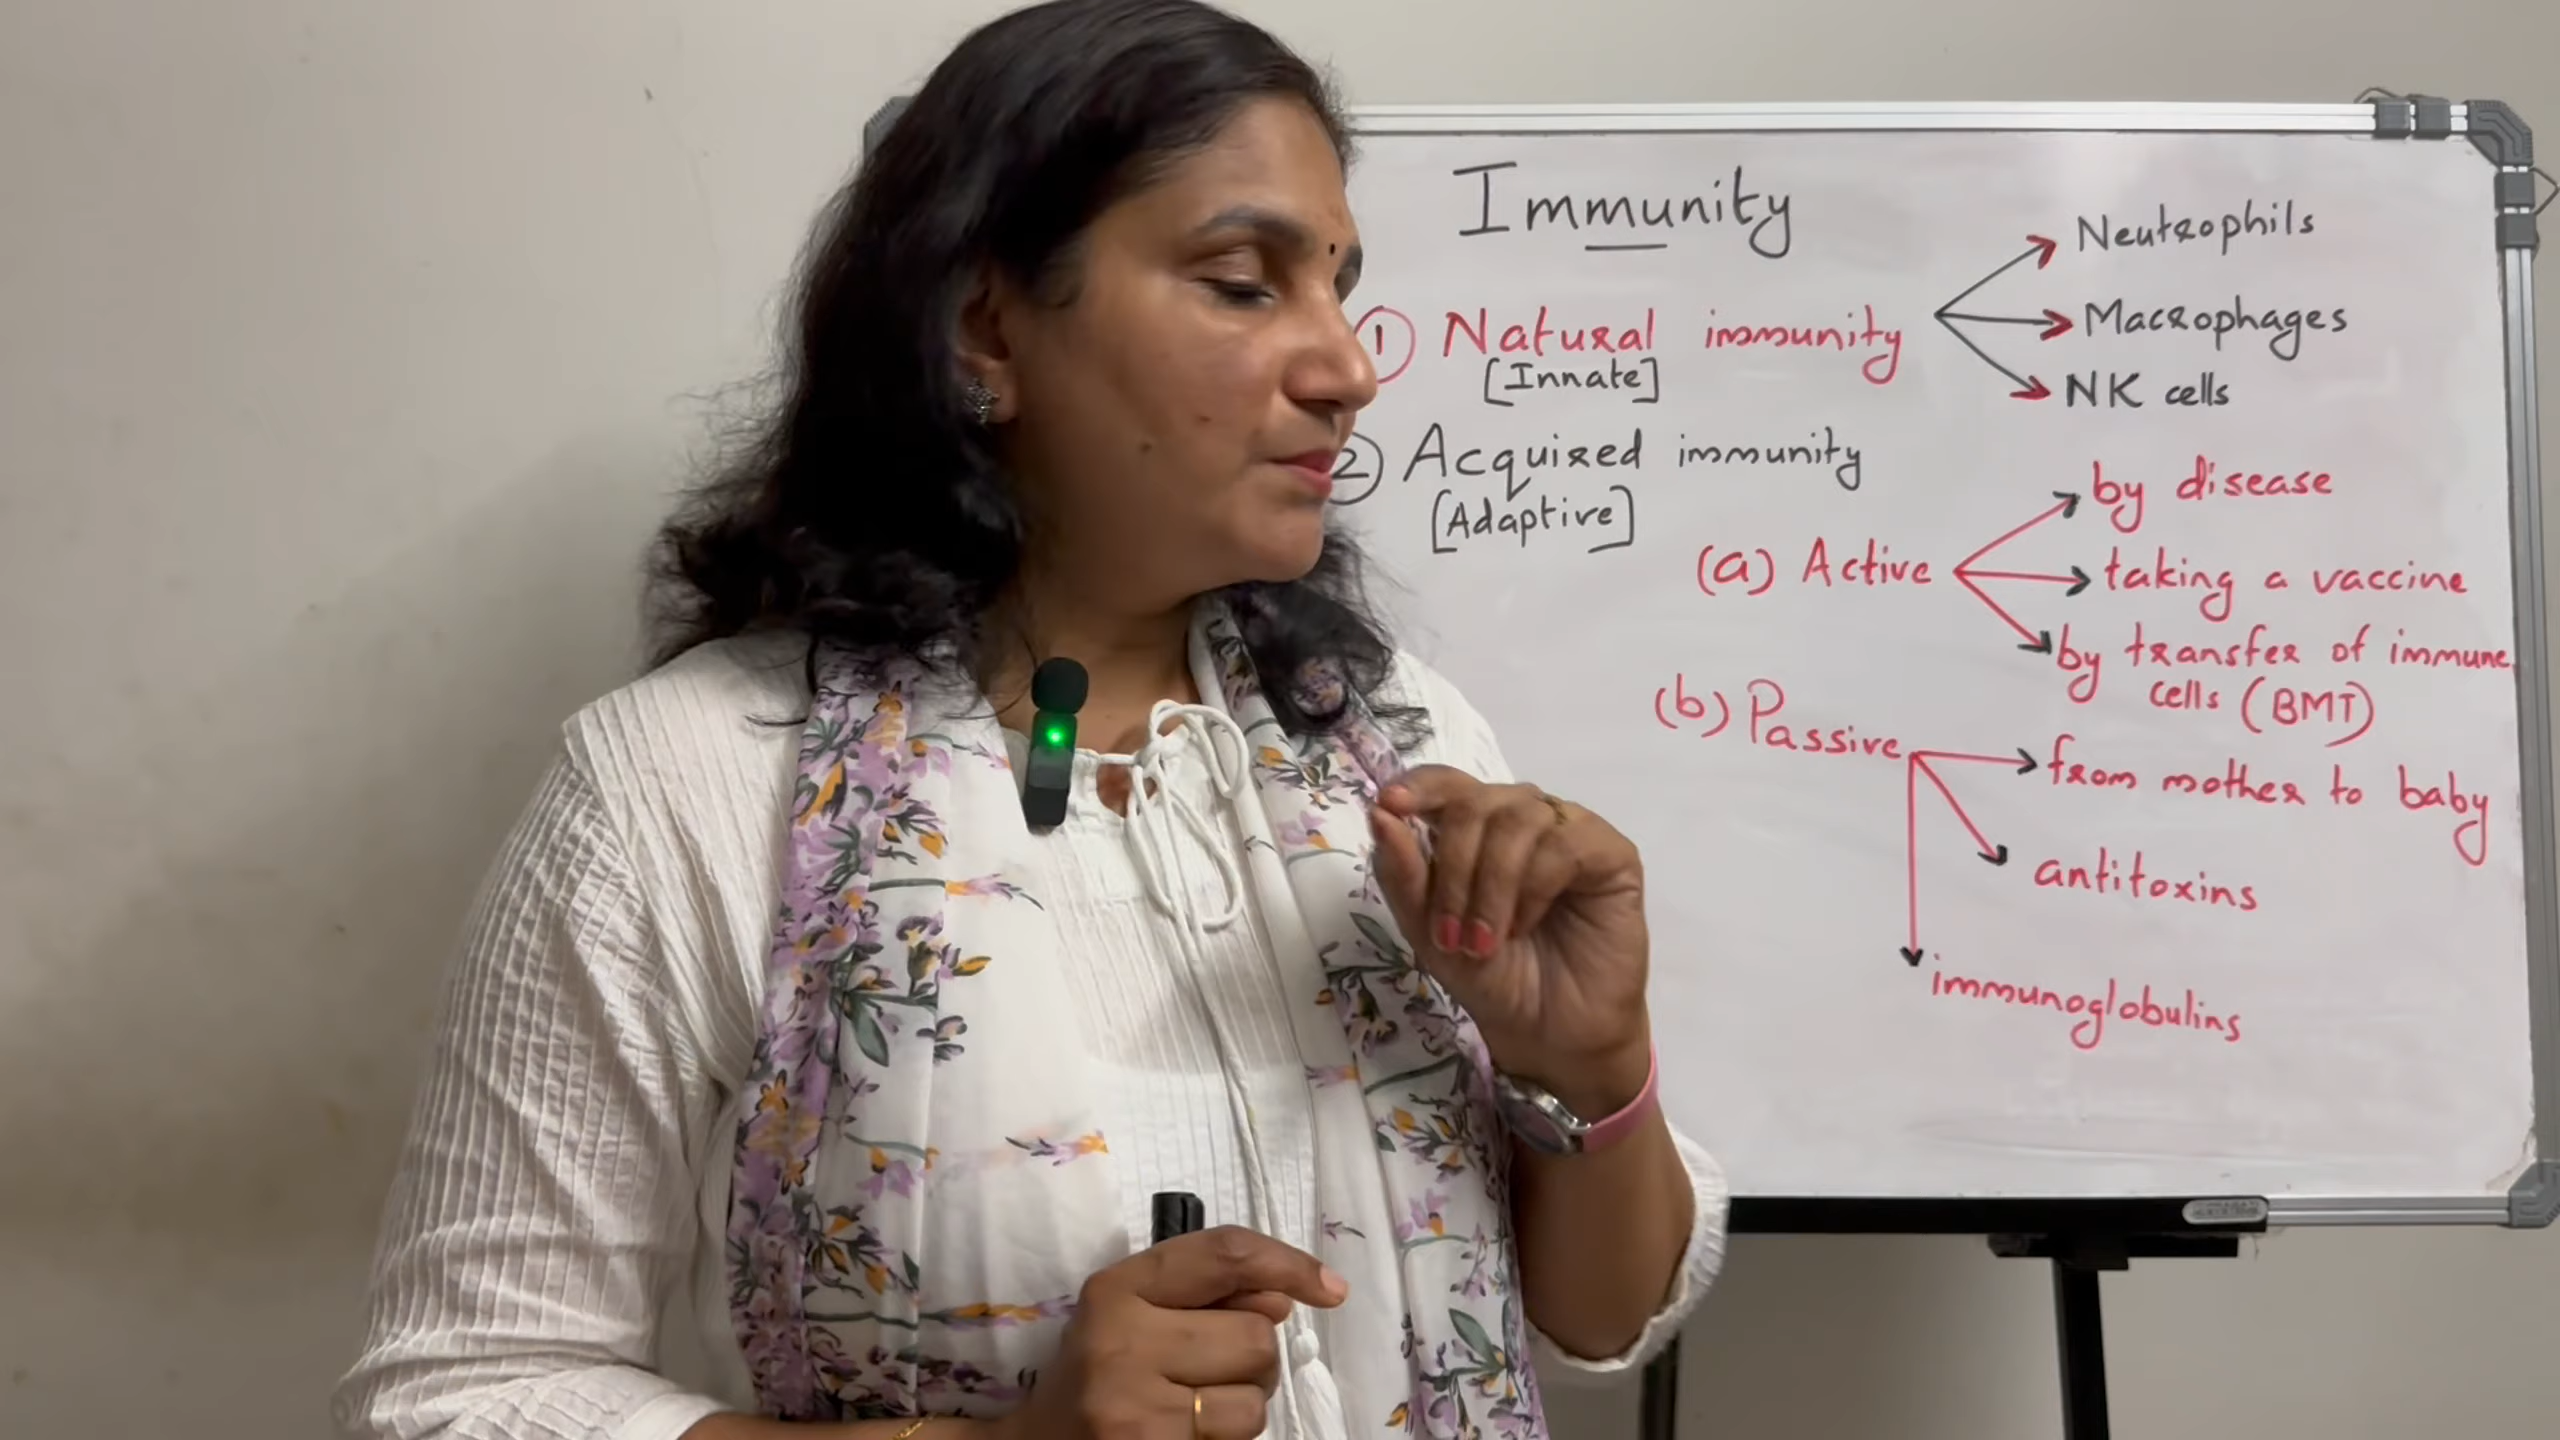 Immunity
Neutrophils
1 Natural immunity
Macrophages
[Innate]
NK cells
2 Acquired immunity
[Adaptive]
by disease
(a) Active
taking a vaccine
by transfer of immune
cells (BMT)
(b) Passive
from mother to baby
antitoxins
immunoglobulins